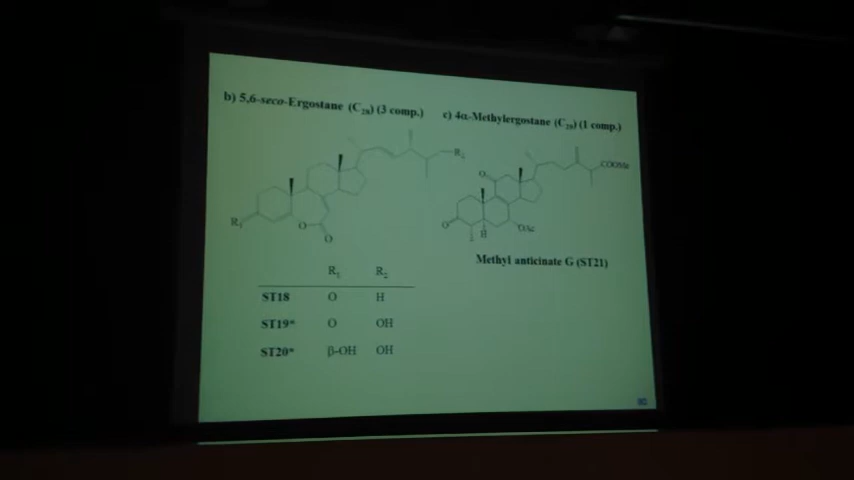 b) 5,6-seco-Ergostane (C28) (3 comp.)
c) 4α-Methylergostane (C29) (1 comp.)
R2
R1
O
O
O
COOMe
O
H
OAc
Methyl anticinate G (ST21)
R1 R2
ST18 O H
ST19* O OH
ST20* β-OH OH